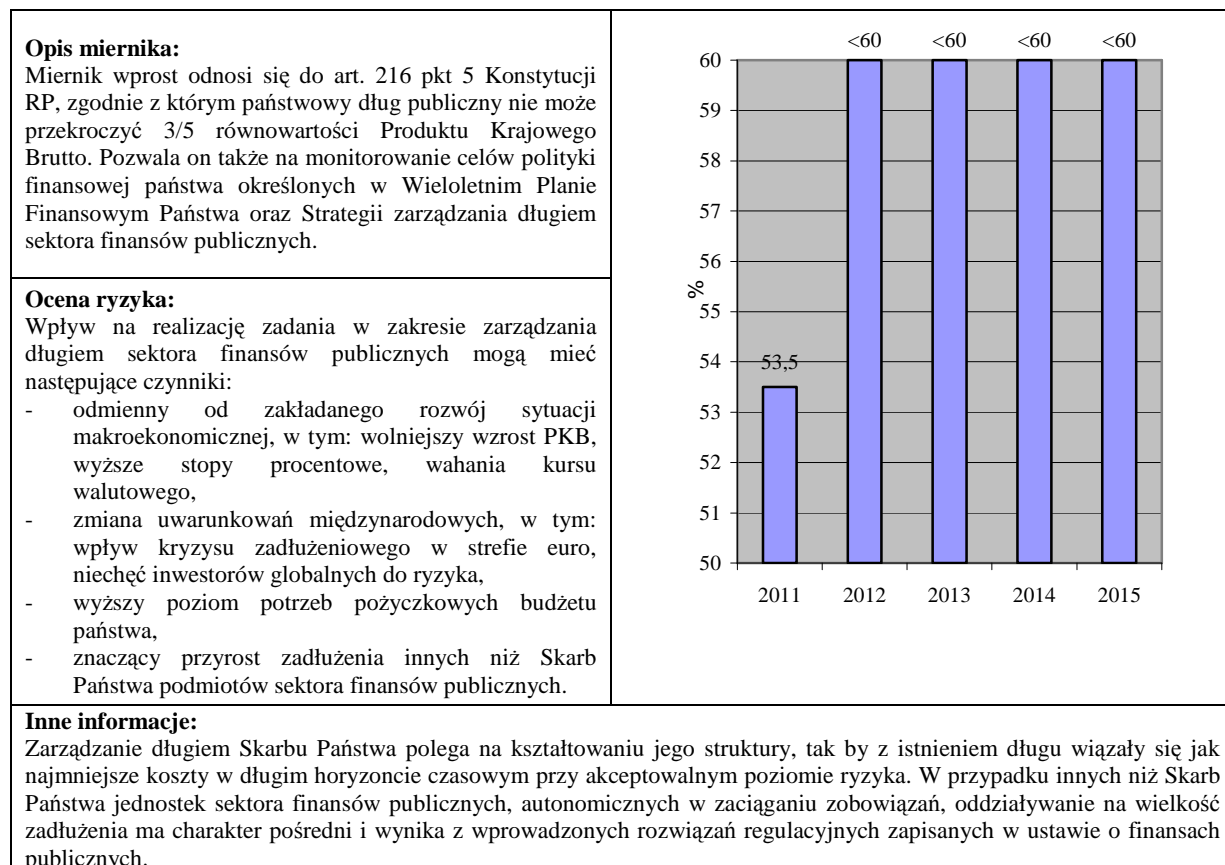 Opis miernika:
Miernik wprost odnosi się do art. 216 pkt 5 Konstytucji
RP, zgodnie z którym państwowy dług publiczny nie może
przekroczyć 3/5 równowartości Produktu Krajowego
Brutto. Pozwala on także na monitorowanie celów polityki
finansowej państwa określonych w Wieloletnim Planie
Finansowym Państwa oraz Strategii zarządzania długiem
sektora finansów publicznych.
Ocena ryzyka:
Wpływ na realizację zadania w zakresie zarządzania
długiem sektora finansów publicznych mogą mieć
następujące czynniki:
- odmienny od zakładanego rozwój sytuacji
makroekonomicznej, w tym: wolniejszy wzrost PKB,
wyższe stopy procentowe, wahania kursu
walutowego,
- zmiana uwarunkowań międzynarodowych, w tym:
wpływ kryzysu zadłużeniowego w strefie euro,
niechęć inwestorów globalnych do ryzyka,
- wyższy poziom potrzeb pożyczkowych budżetu
państwa,
- znaczący przyrost zadłużenia innych niż Skarb
Państwa podmiotów sektora finansów publicznych.
<60 <60 <60 <60
60
59
58
57
56
%
55
54
53,5
53
52
51
50
2011 2012 2013 2014 2015
Inne informacje:
Zarządzanie długiem Skarbu Państwa polega na kształtowaniu jego struktury, tak by z istnieniem długu wiązały się jak
najmniejsze koszty w długim horyzoncie czasowym przy akceptowalnym poziomie ryzyka. W przypadku innych niż Skarb
Państwa jednostek sektora finansów publicznych, autonomicznych w zaciąganiu zobowiązań, oddziaływanie na wielkość
zadłużenia ma charakter pośredni i wynika z wprowadzonych rozwiązań regulacyjnych zapisanych w ustawie o finansach
publicznych.